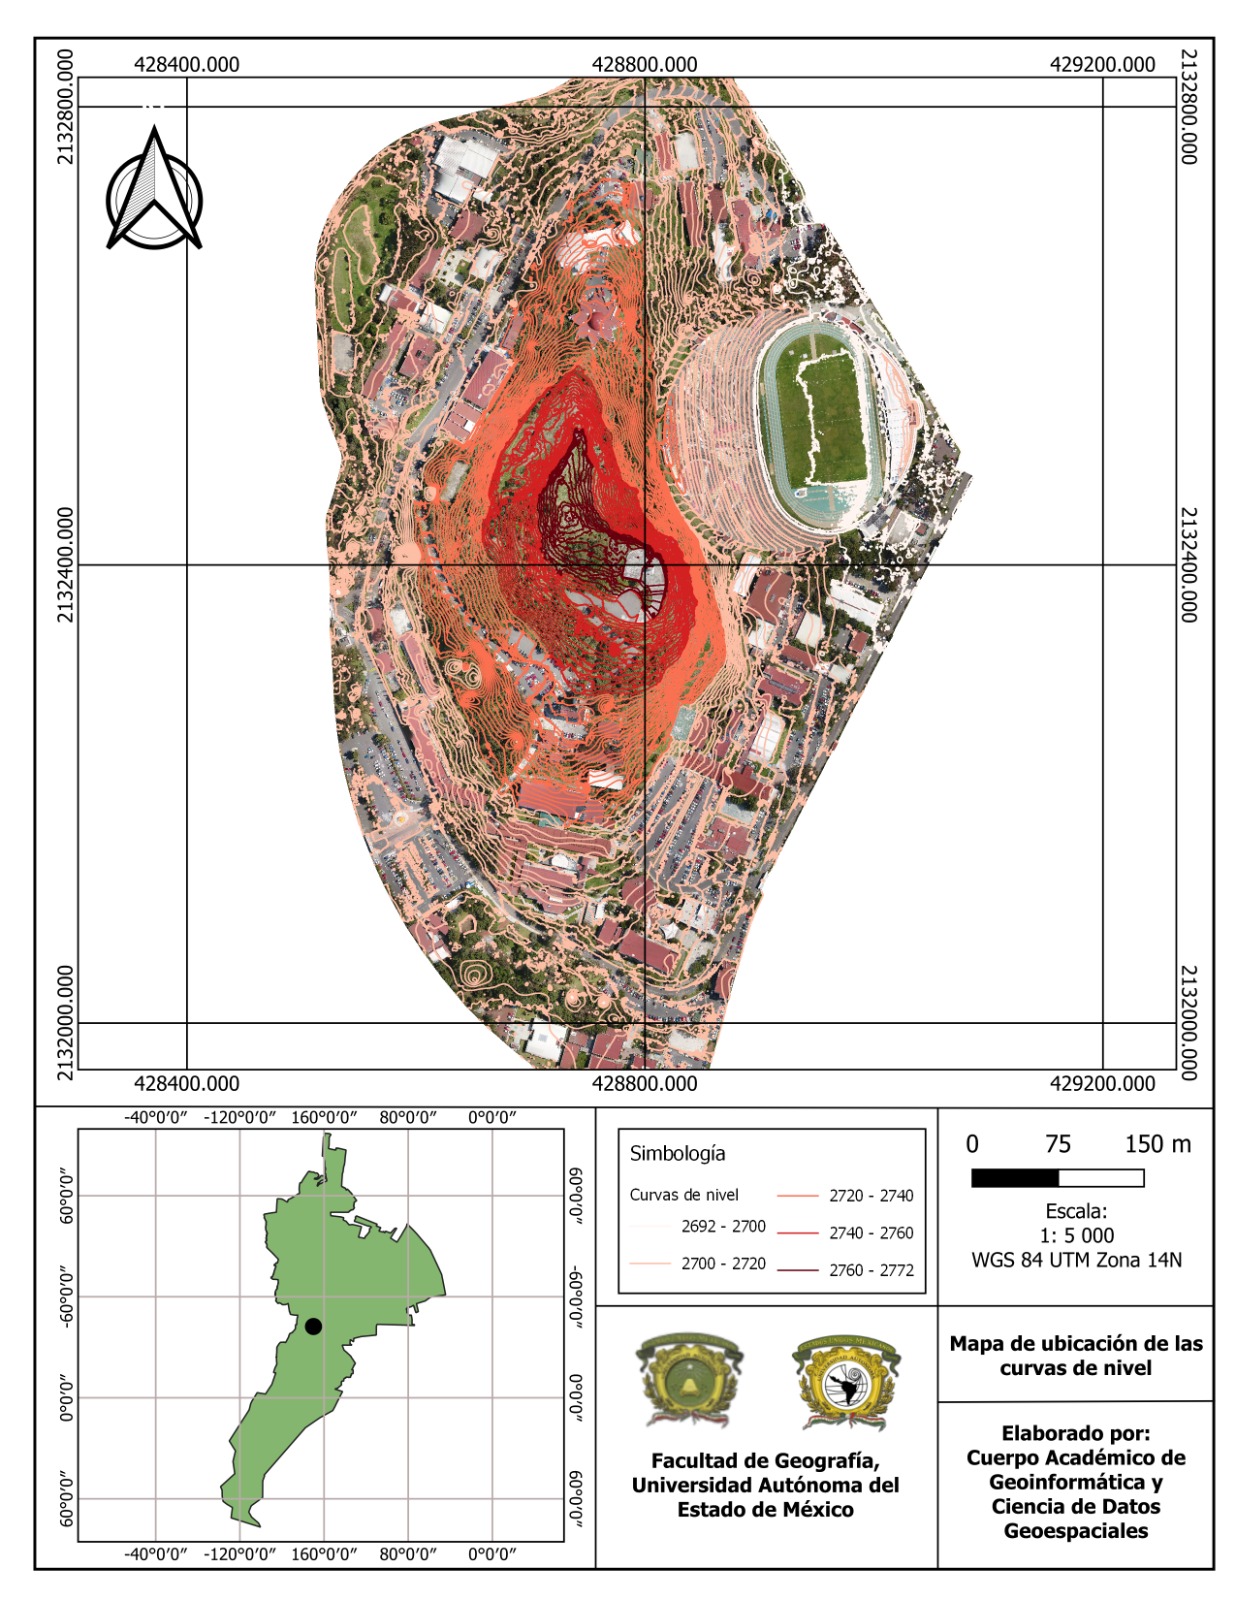 428400.000
428800.000
429200.000
2132800.000
2132800.000
2132400.000
2132400.000
2132000.000
2132000.000
428400.000
428800.000
429200.000
-40°0'0" -120°0'0" 160°0'0" 80°0'0" 0°0'0"
60°0'0"
-60°0'0"
0°0'0"
60°0'0"
60°0'0"
-60°0'0"
0°0'0"
60°0'0"
-40°0'0" -120°0'0" 160°0'0" 80°0'0" 0°0'0"
Simbología
Curvas de nivel
2692 - 2700
2700 - 2720
2720 - 2740
2740 - 2760
2760 - 2772
0 75 150 m
Escala:
1: 5 000
WGS 84 UTM Zona 14N
Facultad de Geografía,
Universidad Autónoma del
Estado de México
Mapa de ubicación de las
curvas de nivel
Elaborado por:
Cuerpo Académico de
Geoinformática y
Ciencia de Datos
Geoespaciales